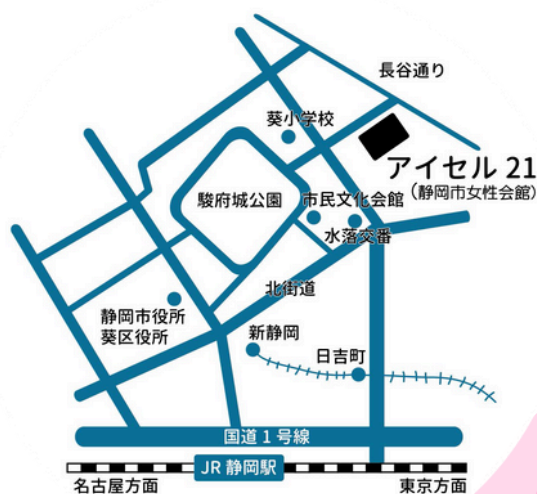 長谷通り
葵小学校
アイセル 21
(静岡市女性会館)
駿府城公園
市民文化会館
水落交番
北街道
静岡市役所
葵区役所
新静岡
日吉町
国道 1 号線
JR 静岡駅
名古屋方面
東京方面